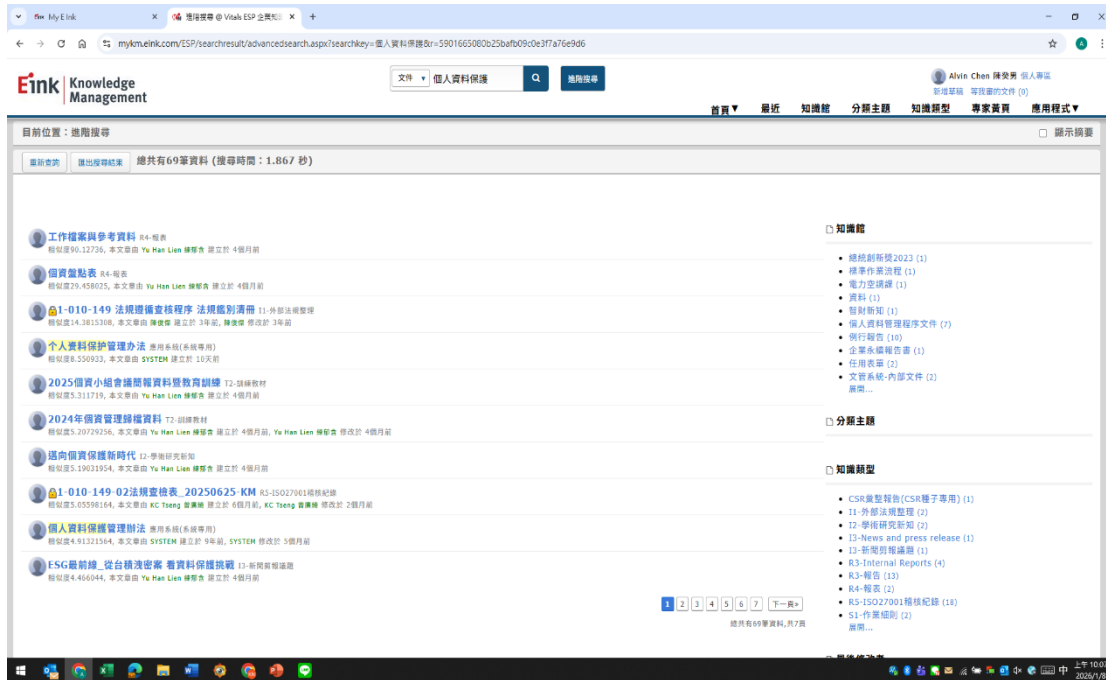 My E Ink
進階搜尋 @ Vitals ESP 企業知
mykm.eink.com/ESP/searchresult/advancedsearch.aspx?searchkey=個人資料保護&r=5901665080b25bafb09c0e3f7a76e9d6
Eink Knowledge Management
文件 個人資料保護 進階搜尋
Alvin Chen 陳癸男 個人專區
新增草稿 等我審的文件 (0)
首頁▼ 最近 知識館 分類主題 知識類型 專家黃頁 應用程式▼
目前位置：進階搜尋 顯示摘要
重新查詢 匯出搜尋結果 總共有69筆資料 (搜尋時間：1.867 秒)
工作檔案與參考資料 R4-報表
相似度90.12736, 本文章由 Yu Han Lien 練郁含 建立於 4個月前
個資盤點表 R4-報表
相似度29.458025, 本文章由 Yu Han Lien 練郁含 建立於 4個月前
1-010-149 法規遵循查核程序 法規鑑別清冊 I1-外部法規整理
相似度14.3815308, 本文章由 陳俊傑 建立於 3年前, 陳俊傑 修改於 3年前
个人资料保护管理办法 應用系統(系統專用)
相似度8.550933, 本文章由 SYSTEM 建立於 10天前
2025個資小組會議簡報資料暨教育訓練 T2-訓練教材
相似度5.311719, 本文章由 Yu Han Lien 練郁含 建立於 4個月前
2024年個資管理歸檔資料 T2-訓練教材
相似度5.20729256, 本文章由 Yu Han Lien 練郁含 建立於 4個月前, Yu Han Lien 練郁含 修改於 4個月前
邁向個資保護新時代 I2-學術研究新知
相似度5.19031954, 本文章由 Yu Han Lien 練郁含 建立於 4個月前
1-010-149-02法規查檢表_20250625-KM R5-ISO27001稽核紀錄
相似度5.05598164, 本文章由 KC Tseng 建立於 6個月前, KC Tseng 修改於 2個月前
個人資料保護管理辦法 應用系統(系統專用)
相似度4.91321564, 本文章由 SYSTEM 建立於 9年前, SYSTEM 修改於 5個月前
ESG最前線_從台積洩密案 看資料保護挑戰 I3-新聞剪報議題
相似度4.466044, 本文章由 Yu Han Lien 練郁含 建立於 4個月前
1 2 3 4 5 6 7 下一頁»
總共有69筆資料,共7頁
知識館
總統創新獎2023 (1)
標準作業流程 (1)
電力空調課 (1)
資料 (1)
智財新知 (1)
個人資料管理程序文件 (7)
例行報告 (10)
企業永續報告書 (1)
任用表單 (2)
文管系統-內部文件 (2)
展開...
分類主題
知識類型
CSR彙整報告(CSR種子專用) (1)
I1-外部法規整理 (2)
I2-學術研究新知 (2)
I3-News and press release (1)
I3-新聞剪報議題 (1)
R3-Internal Reports (4)
R3-報告 (13)
R4-報表 (2)
R5-ISO27001稽核紀錄 (18)
S1-作業細則 (2)
展開...
中 上午 10:07
2026/1/8